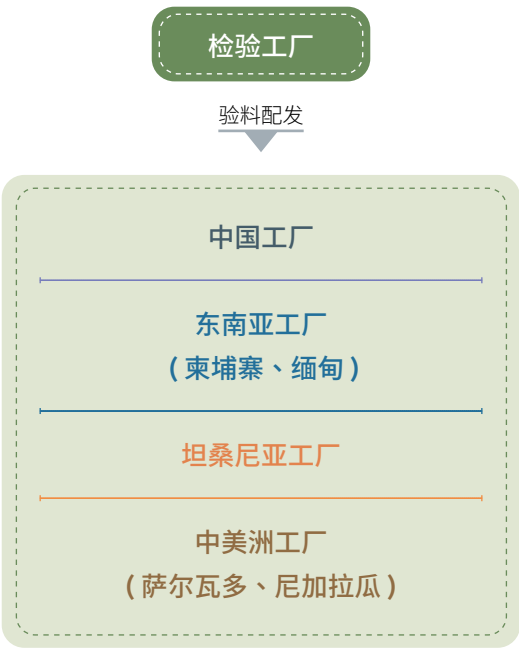 检验工厂
验料配发
中国工厂
东南亚工厂
(柬埔寨、缅甸)
坦桑尼亚工厂
中美洲工厂
(萨尔瓦多、尼加拉瓜)